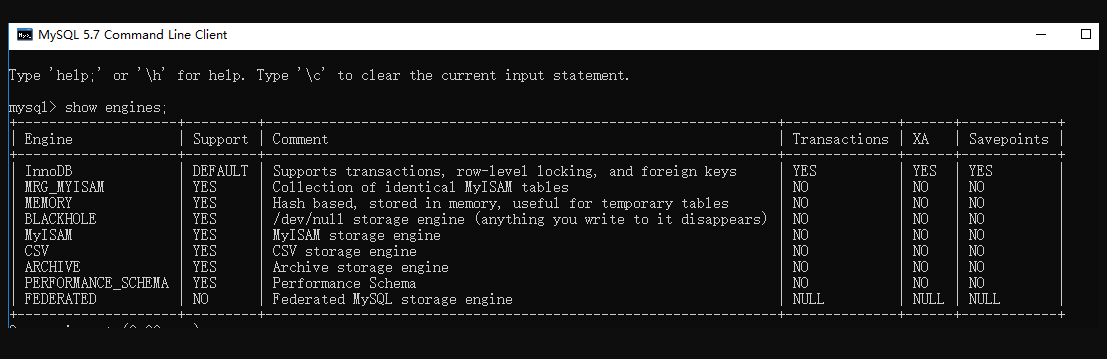 MySQL 5.7 Command Line Client
Type 'help;' or '\h' for help. Type '\c' to clear the current input statement.
mysql> show engines;
| Engine | Support | Comment | Transactions | XA | Savepoints |
| InnoDB | DEFAULT | Supports transactions, row-level locking, and foreign keys | YES | YES | YES |
| MRG_MYISAM | YES | Collection of identical MyISAM tables | NO | NO | NO |
| MEMORY | YES | Hash based, stored in memory, useful for temporary tables | NO | NO | NO |
| BLACKHOLE | YES | /dev/null storage engine (anything you write to it disappears) | NO | NO | NO |
| MyISAM | YES | MyISAM storage engine | NO | NO | NO |
| CSV | YES | CSV storage engine | NO | NO | NO |
| ARCHIVE | YES | Archive storage engine | NO | NO | NO |
| PERFORMANCE_SCHEMA | YES | Performance Schema | NO | NO | NO |
| FEDERATED | NO | Federated MySQL storage engine | NULL | NULL | NULL |